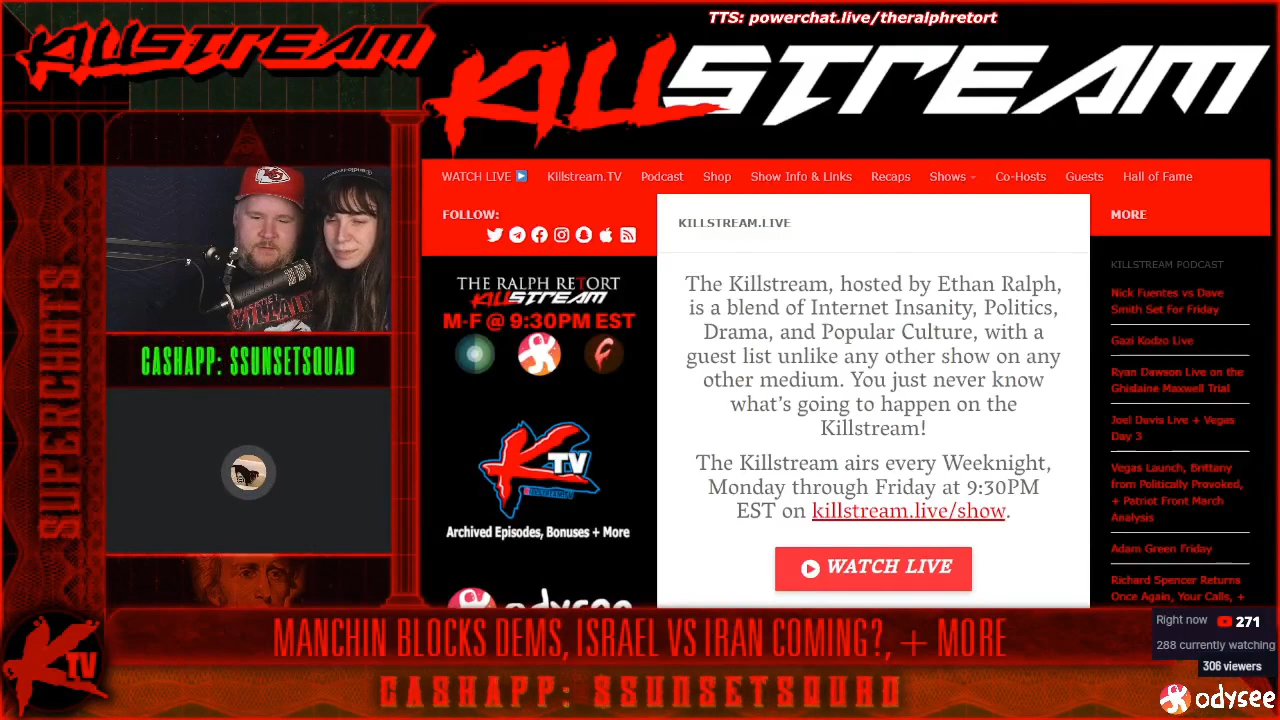 TTS: powerchat.live/theralphretort
KILLSTREAM
KILLSTREAM
WATCH LIVE
Killstream.TV
Podcast
Shop
Show Info & Links
Recaps
Shows
Co-Hosts
Guests
Hall of Fame
FOLLOW:
KILLSTREAM.LIVE
MORE
THE RALPH RETORT
KILLSTREAM
M-F @ 9:30PM EST
K TV
Archived Episodes, Bonuses + More
odysee
The Killstream, hosted by Ethan Ralph,
is a blend of Internet Insanity, Politics,
Drama, and Popular Culture, with a
guest list unlike any other show on any
other medium. You just never know
what's going to happen on the
Killstream!
The Killstream airs every Weeknight,
Monday through Friday at 9:30PM
EST on killstream.live/show.
WATCH LIVE
KILLSTREAM PODCAST
Nick Fuentes vs Dave
Smith Set For Friday
Gazi Kodzo Live
Ryan Dawson Live on the
Ghislaine Maxwell Trial
Joel Davis Live + Vegas
Day 3
Vegas Launch, Brittany
from Politically Provoked,
+ Patriot Front March
Analysis
Adam Green Friday
Richard Spencer Returns
Once Again, Your Calls, +
SUPERCHATS
CASHAPP: $SUNSETSQUAD
MANCHIN BLOCKS DEMS, ISRAEL VS IRAN COMING?, + MORE
CASHAPP: $SUNSETSQUAD
K TV
Right now 271
288 currently watching
306 viewers
odysee